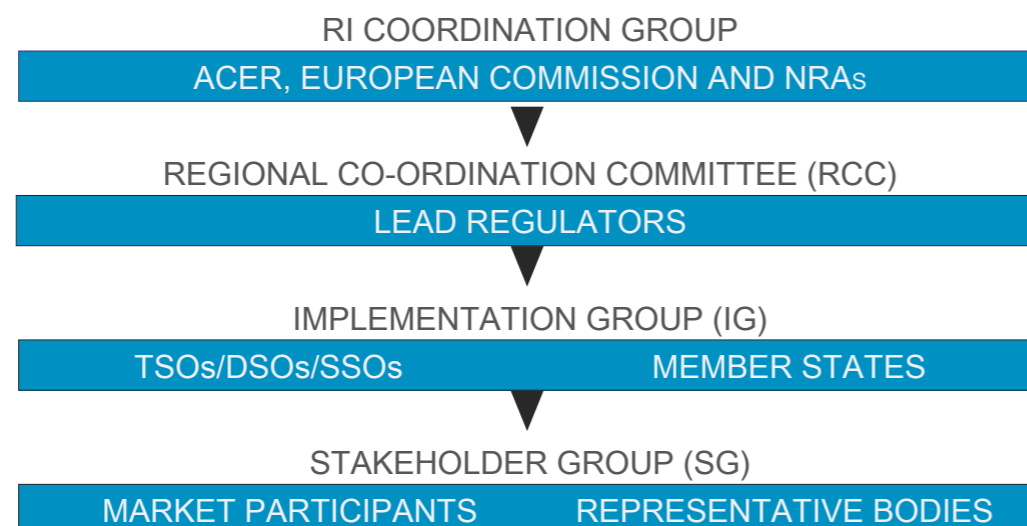 RI COORDINATION GROUP
ACER, EUROPEAN COMMISSION AND NRAs
REGIONAL CO-ORDINATION COMMITTEE (RCC)
LEAD REGULATORS
IMPLEMENTATION GROUP (IG)
TSOs/DSOs/SSOs MEMBER STATES
STAKEHOLDER GROUP (SG)
MARKET PARTICIPANTS REPRESENTATIVE BODIES